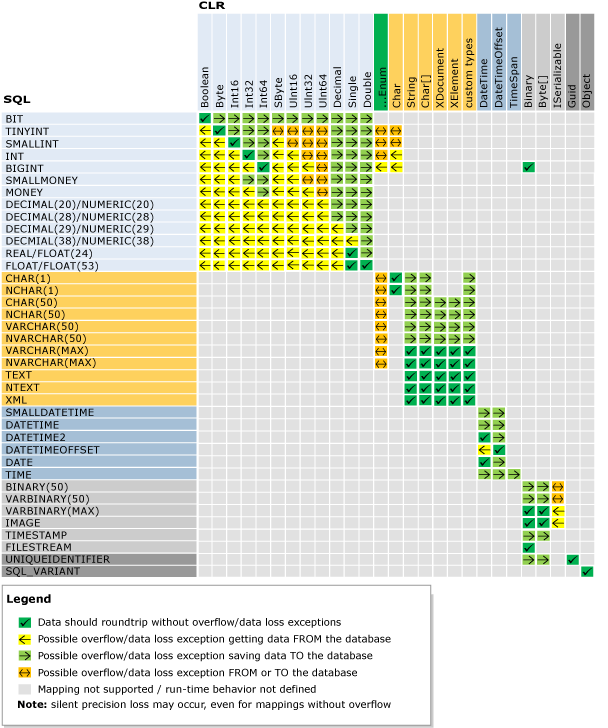 CLR
SQL
Boolean
Byte
Int16
Int32
Int64
SByte
UInt16
UInt32
UInt64
Decimal
Single
Double
...Enum
Char
String
Char[]
XDocument
XElement
custom types
DateTime
DateTimeOffset
TimeSpan
Binary
Byte[]
ISerializable
Guid
Object
BIT
TINYINT
SMALLINT
INT
BIGINT
SMALLMONEY
MONEY
DECIMAL(20)/NUMERIC(20)
DECIMAL(28)/NUMERIC(28)
DECIMAL(29)/NUMERIC(29)
DECMIAL(38)/NUMERIC(38)
REAL/FLOAT(24)
FLOAT/FLOAT(53)
CHAR(1)
NCHAR(1)
CHAR(50)
NCHAR(50)
VARCHAR(50)
NVARCHAR(50)
VARCHAR(MAX)
NVARCHAR(MAX)
TEXT
NTEXT
XML
SMALLDATETIME
DATETIME
DATETIME2
DATETIMEOFFSET
DATE
TIME
BINARY(50)
VARBINARY(50)
VARBINARY(MAX)
IMAGE
TIMESTAMP
FILESTREAM
UNIQUEIDENTIFIER
SQL_VARIANT
Legend
Data should roundtrip without overflow/data loss exceptions
Possible overflow/data loss exception getting data FROM the database
Possible overflow/data loss exception saving data TO the database
Possible overflow/data loss exception FROM or TO the database
Mapping not supported / run-time behavior not defined
Note: silent precision loss may occur, even for mappings without overflow